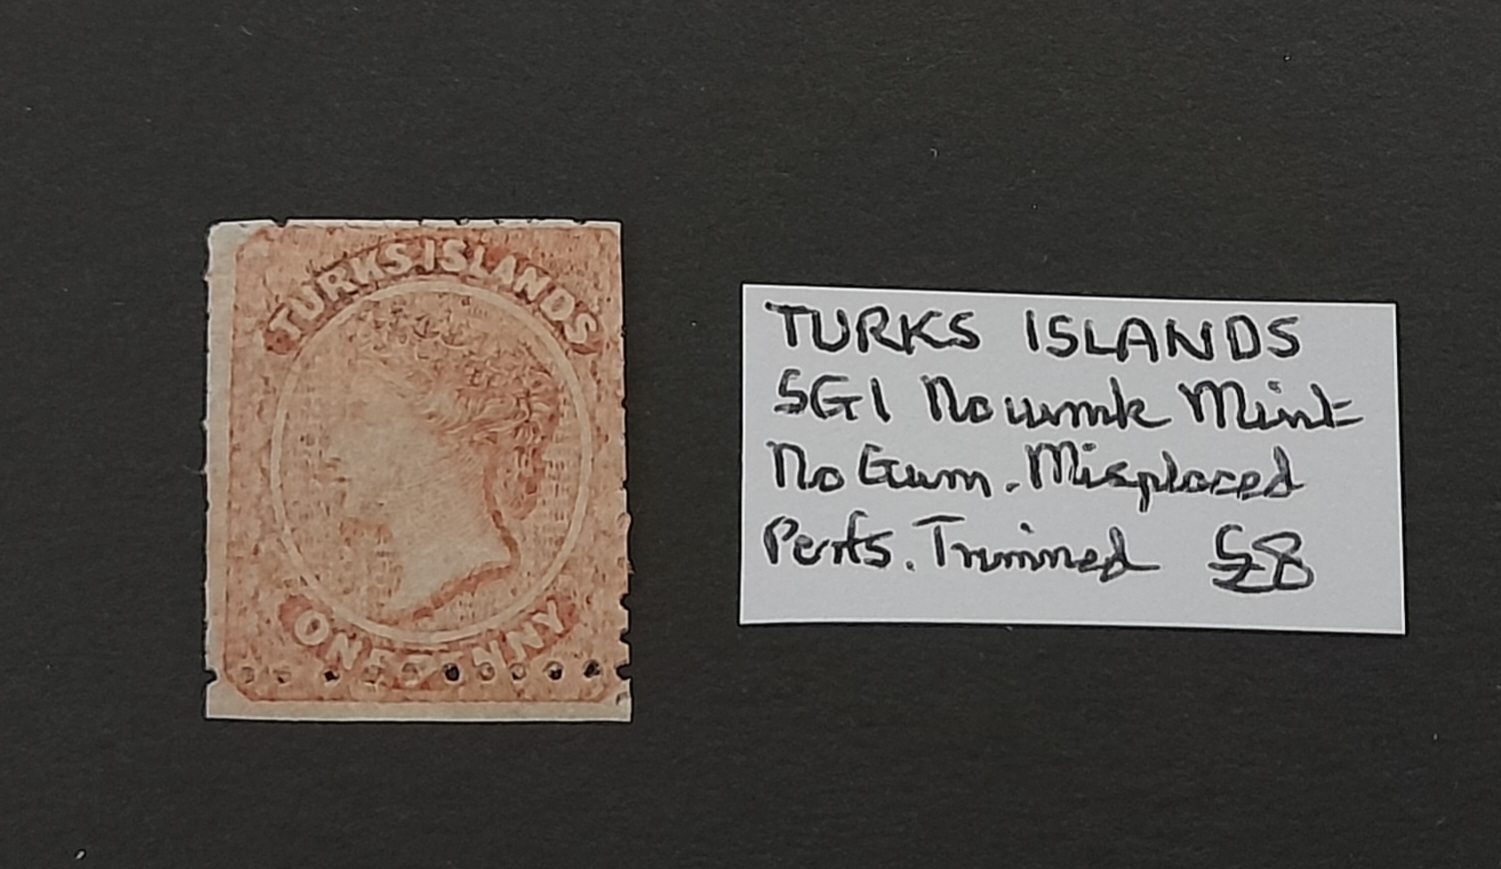 TURKS ISLANDS
ONE PENNY
TURKS ISLANDS
SG1 No wmk Mint
No Gum. Misplaced
Perfs. Trimmed £8